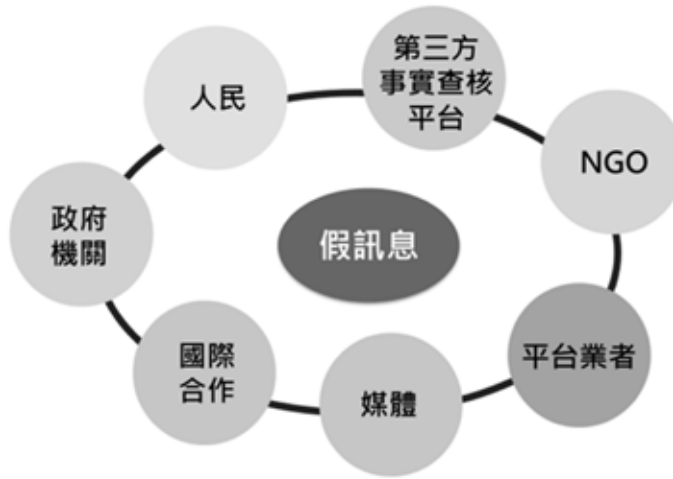 人民
第三方
事實查核
平台
NGO
政府
機關
假訊息
國際
合作
媒體
平台業者